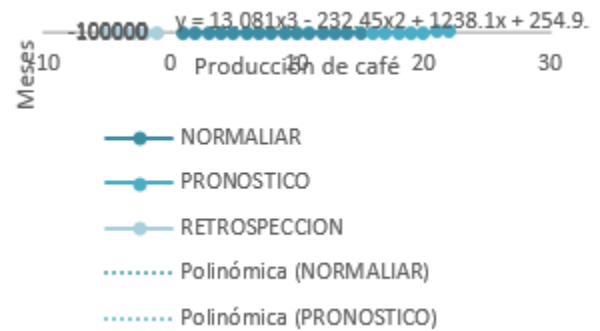 y = 13.081x3 - 232.45x2 + 1238.1x + 254.9.
-100000
-10 0 10 20 30
Producción de café
Meses
NORMALIAR
PRONOSTICO
RETROSPECCION
Polinómica (NORMALIAR)
Polinómica (PRONOSTICO)